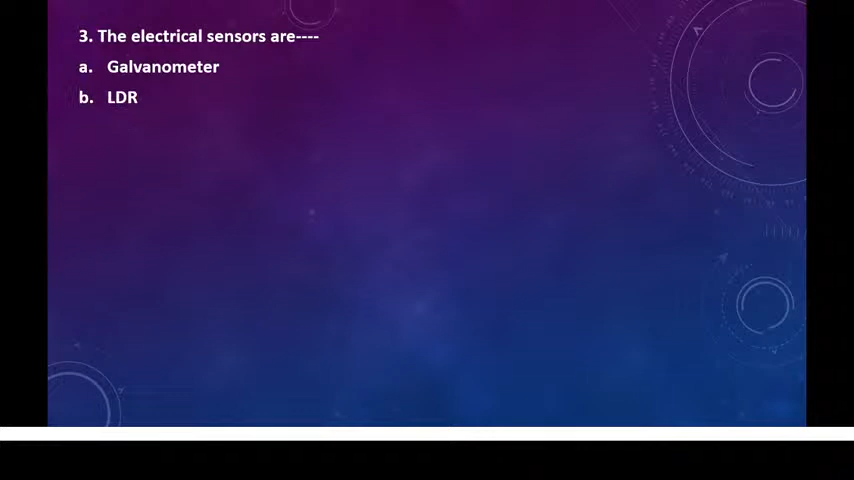 3. The electrical sensors are----
a. Galvanometer
b. LDR